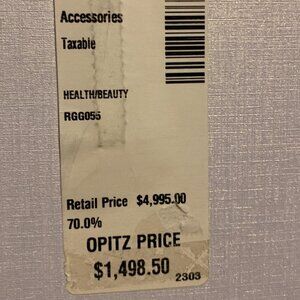 Accessories
Taxable
HEALTH/BEAUTY
RGG055
Retail Price $4,995.00
70.0%
OPITZ PRICE
$1,498.50 2303